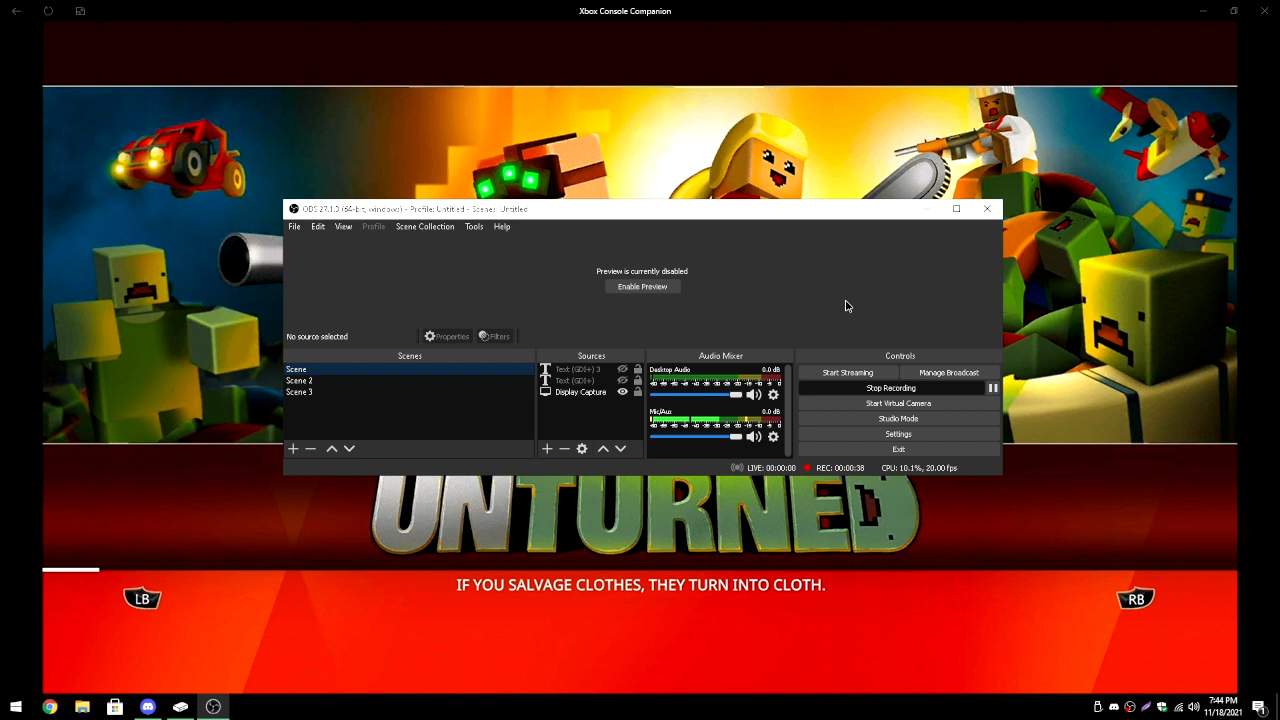 Xbox Console Companion
OBS 27.1.3 (64-bit, windows) - Profile: Untitled - Scenes: Untitled
File Edit View Profile Scene Collection Tools Help
Preview is currently disabled
Enable Preview
No source selected
Properties
Filters
Scenes
Scene
Scene 2
Scene 3
Sources
Text (GDI+) 3
Text (GDI+)
Display Capture
Audio Mixer
Desktop Audio 0.0 dB
Mic/Aux 0.0 dB
Controls
Start Streaming
Manage Broadcast
Stop Recording
Start Virtual Camera
Studio Mode
Settings
Exit
LIVE: 00:00:00 REC: 00:00:38 CPU: 10.1%, 20.00 fps
UNTURNED
IF YOU SALVAGE CLOTHES, THEY TURN INTO CLOTH.
LB
RB
7:44 PM
11/18/2021